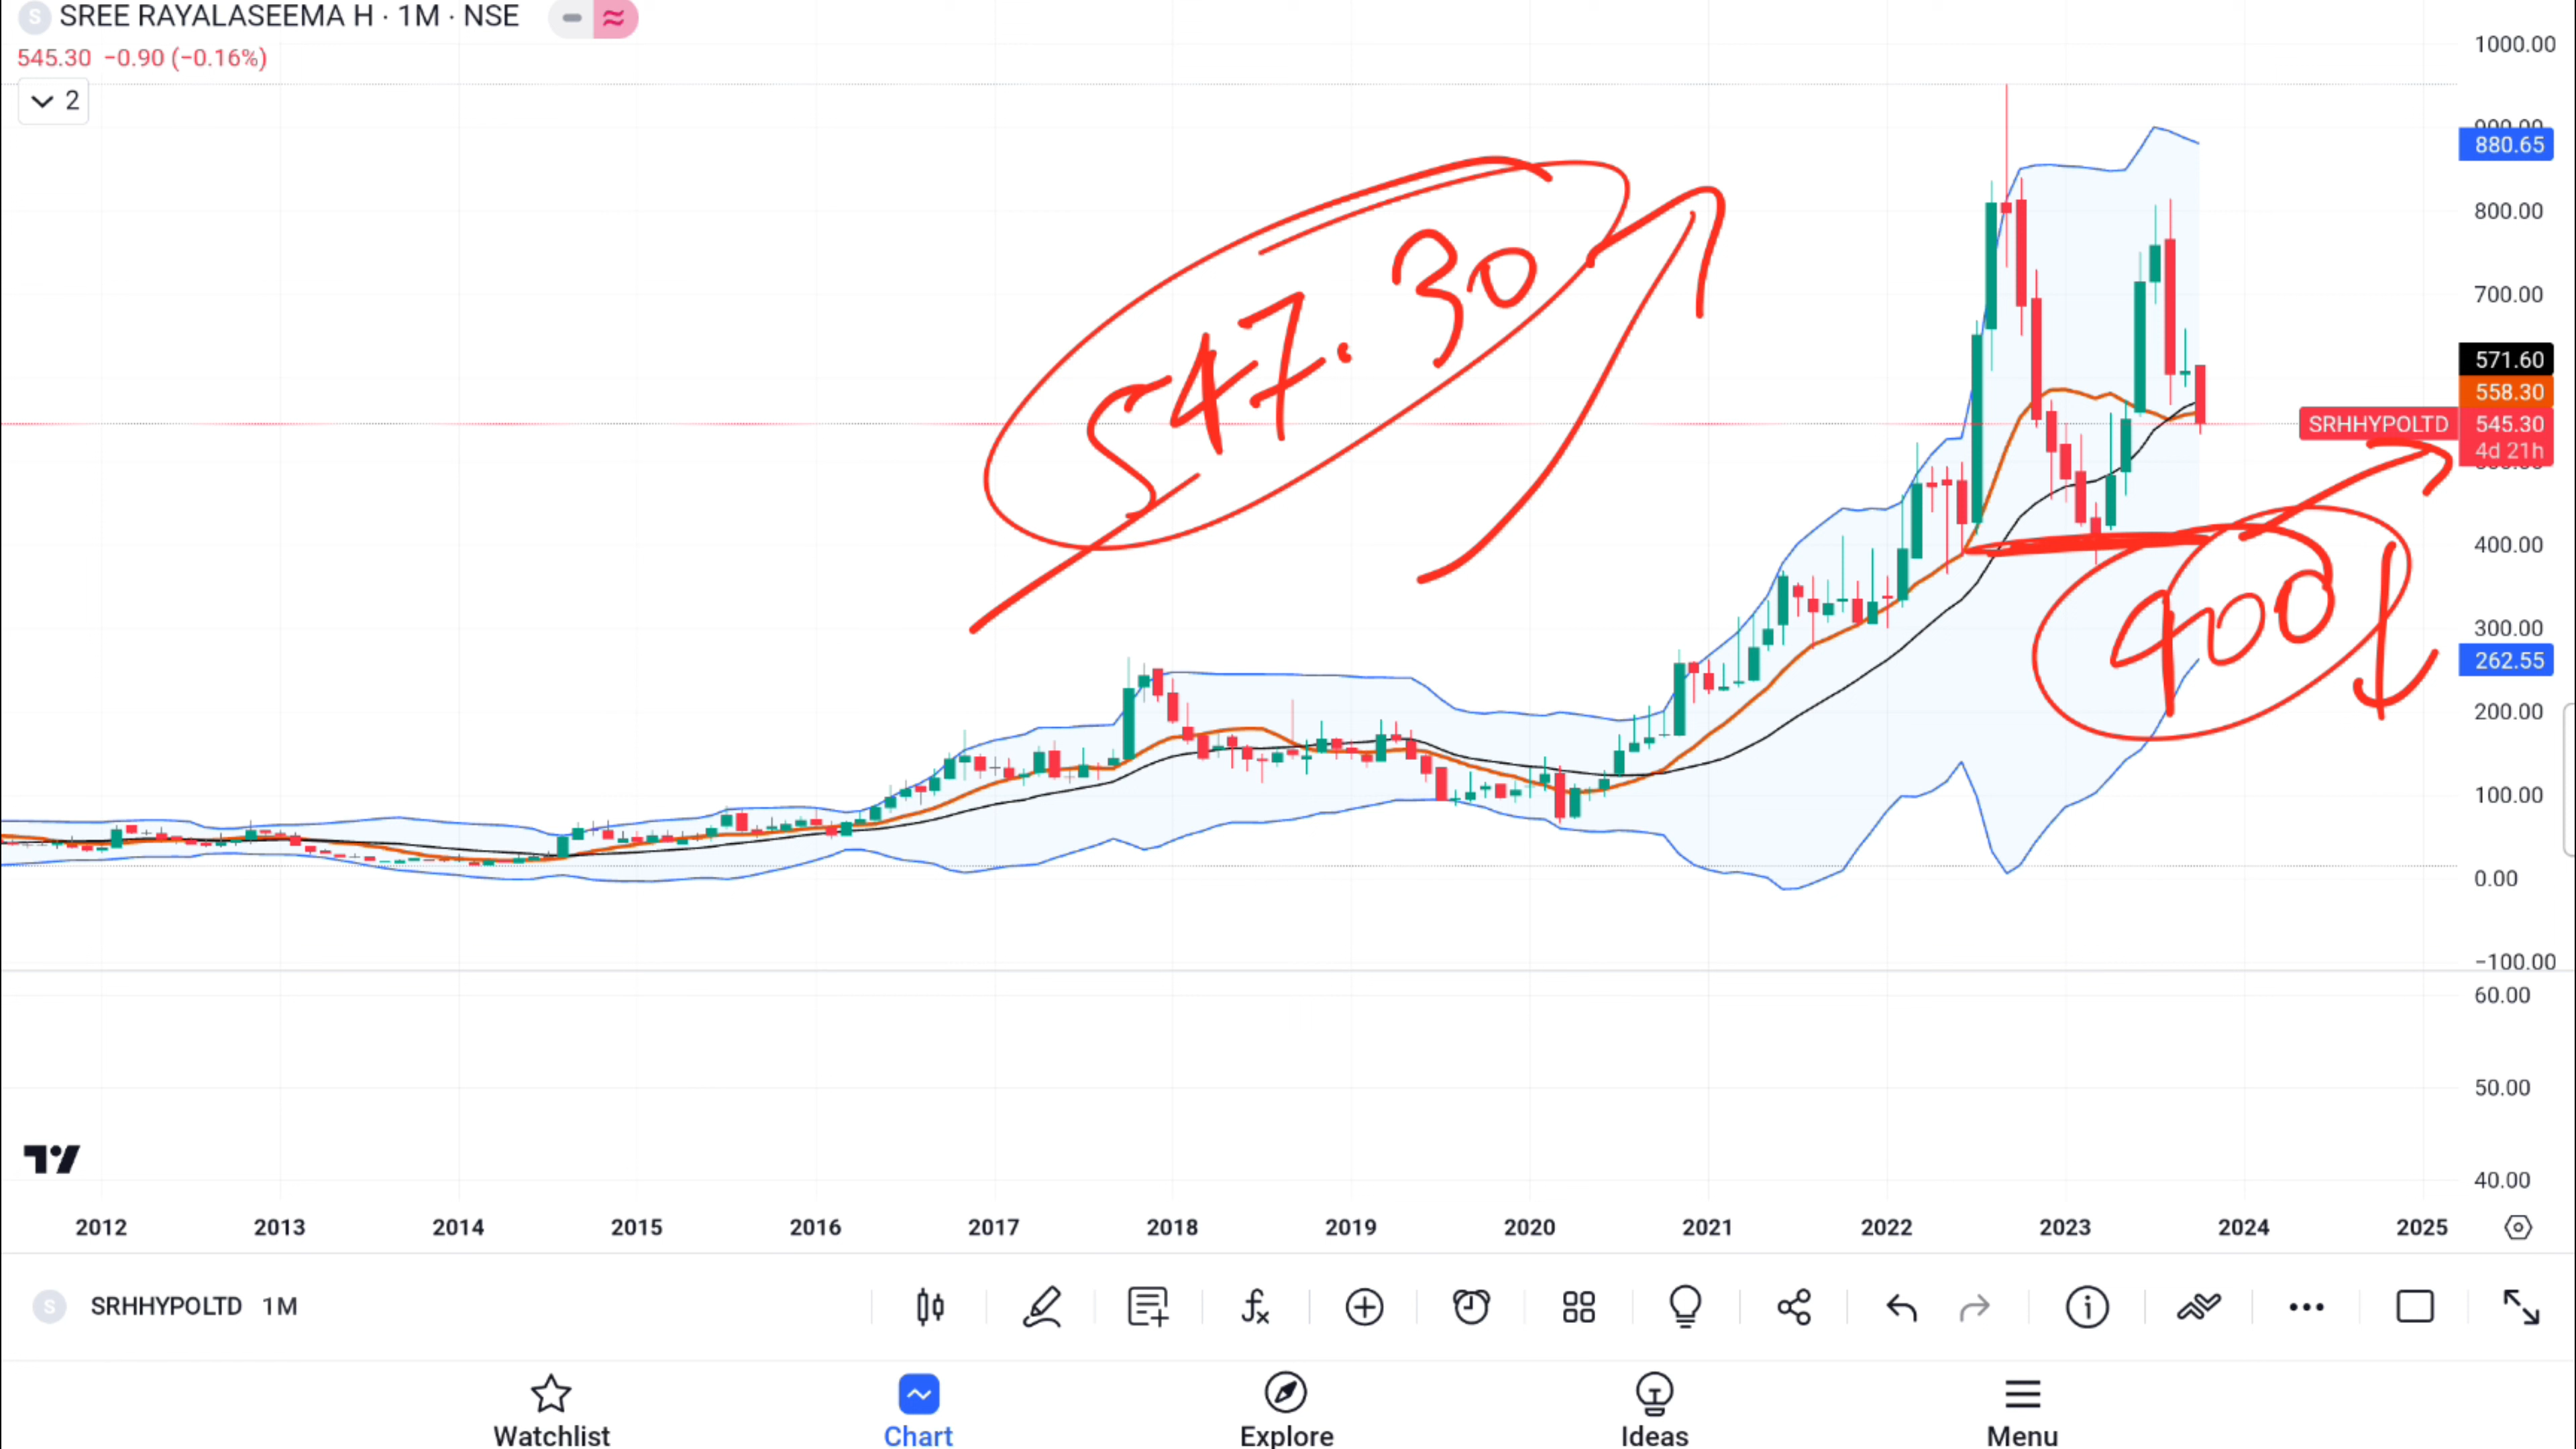 S SREE RAYALASEEMA H · 1M · NSE
545.30 −0.90 (−0.16%)
2
1000.00
880.65
800.00
700.00
571.60
558.30
SRHHYPOLTD 545.30
4d 21h
400.00
300.00
262.55
200.00
100.00
0.00
−100.00
60.00
50.00
40.00
547.30
400
2012 2013 2014 2015 2016 2017 2018 2019 2020 2021 2022 2023 2024 2025
S SRHHYPOLTD 1M
Watchlist Chart Explore Ideas Menu